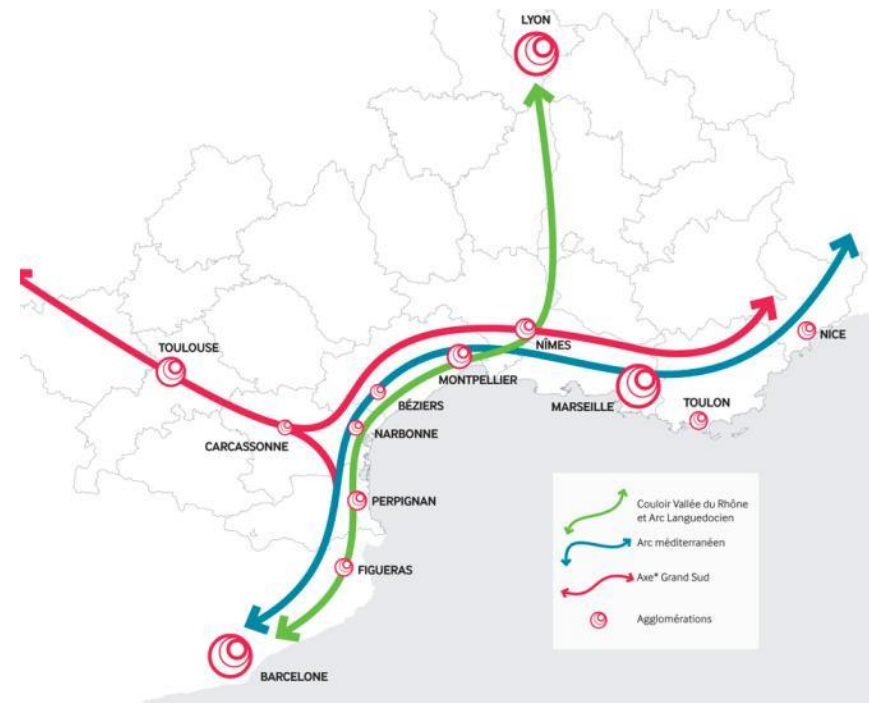 LYON
NICE
NÎMES
TOULOUSE
MONTPELLIER
MARSEILLE
TOULON
BÉZIERS
CARCASSONNE
NARBONNE
PERPIGNAN
FIGUERAS
BARCELONE
Couloir Vallée du Rhône
et Arc Languedocien
Arc méditerranéen
Axe* Grand Sud
Agglomérations